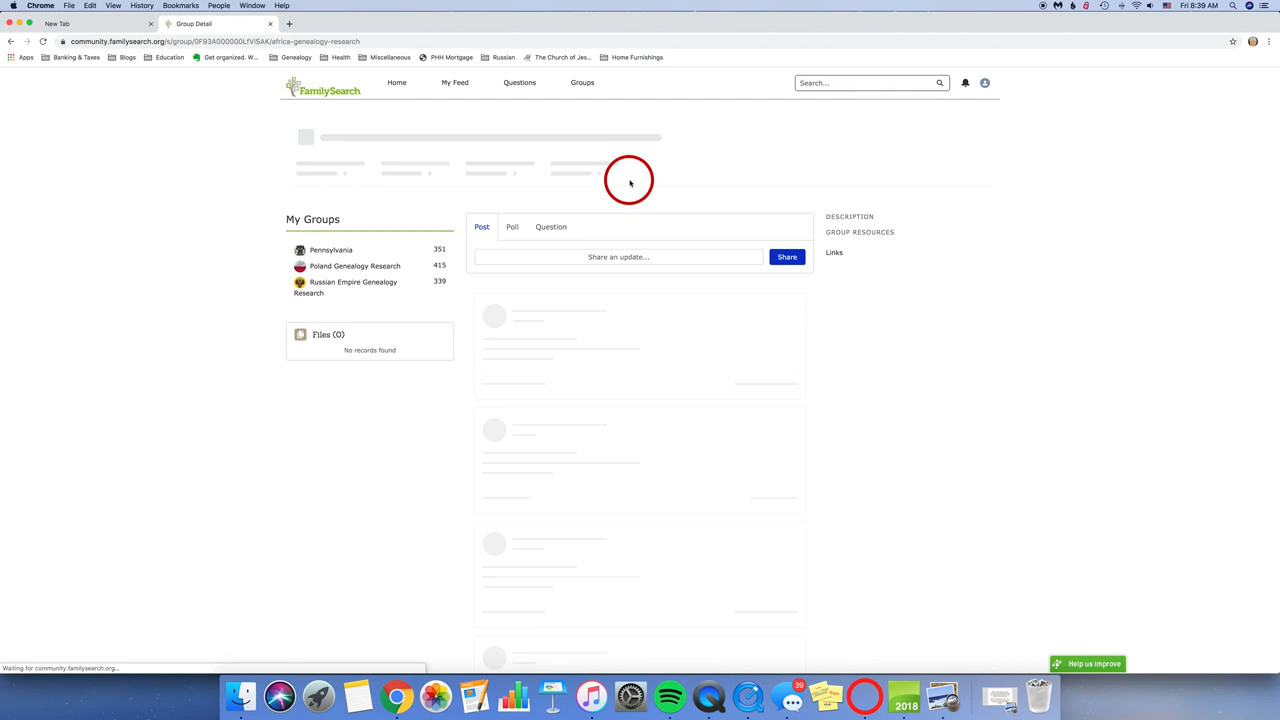 Chrome File Edit View History Bookmarks People Window Help
Fri 8:39 AM
New Tab
Group Detail
community.familysearch.org/s/group/0F93A000000LfViSAK/africa-genealogy-research
Apps Banking & Taxes Blogs Education Get organized. W... Genealogy Health Miscellaneous PHH Mortgage Russian The Church of Jes... Home Furnishings
FamilySearch
Home My Feed Questions Groups
Search...
My Groups
Pennsylvania 351
Poland Genealogy Research 415
Russian Empire Genealogy Research 339
Files (0)
No records found
Post Poll Question
Share an update...
Share
DESCRIPTION
GROUP RESOURCES
Links
Help us improve
Waiting for community.familysearch.org...
39
2018